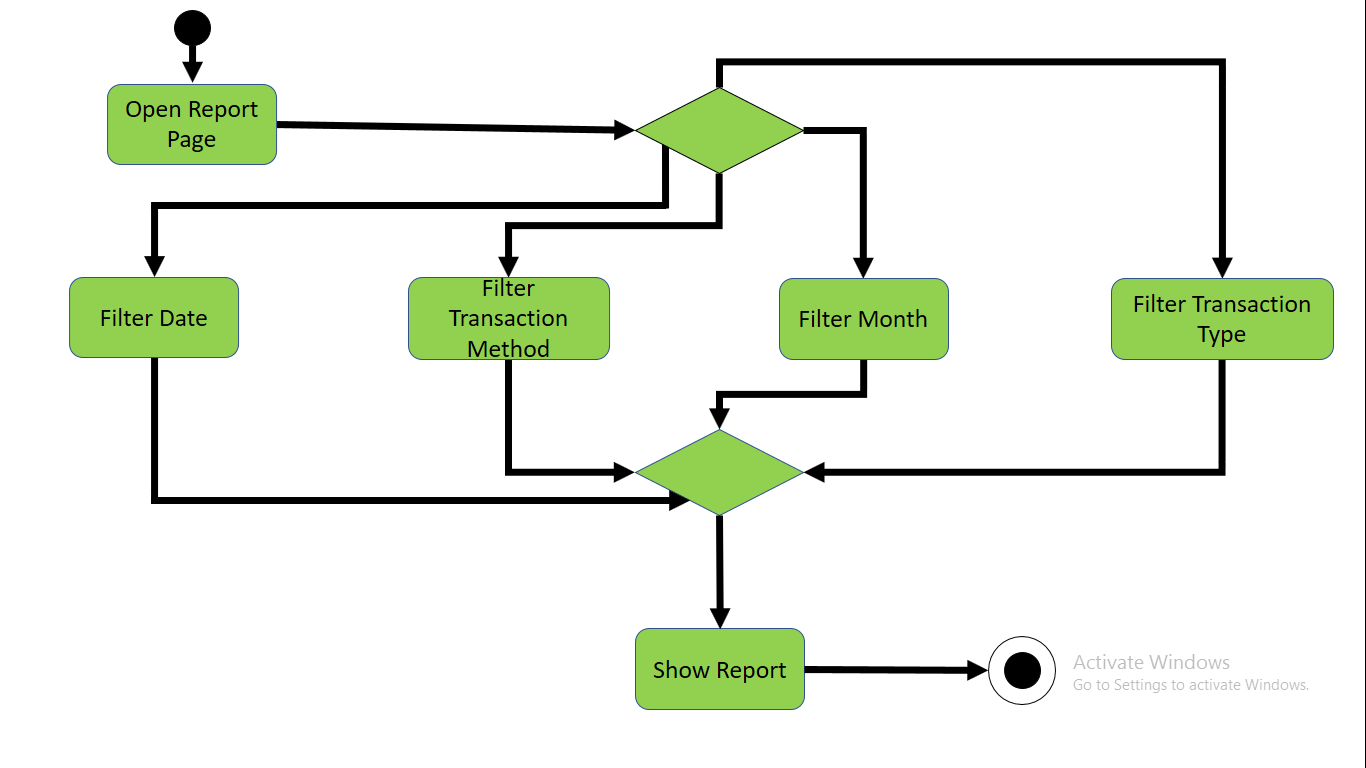 Open Report
Page
Filter Date
Filter
Transaction
Method
Filter Month
Filter Transaction
Type
Show Report
Activate Windows
Go to Settings to activate Windows.